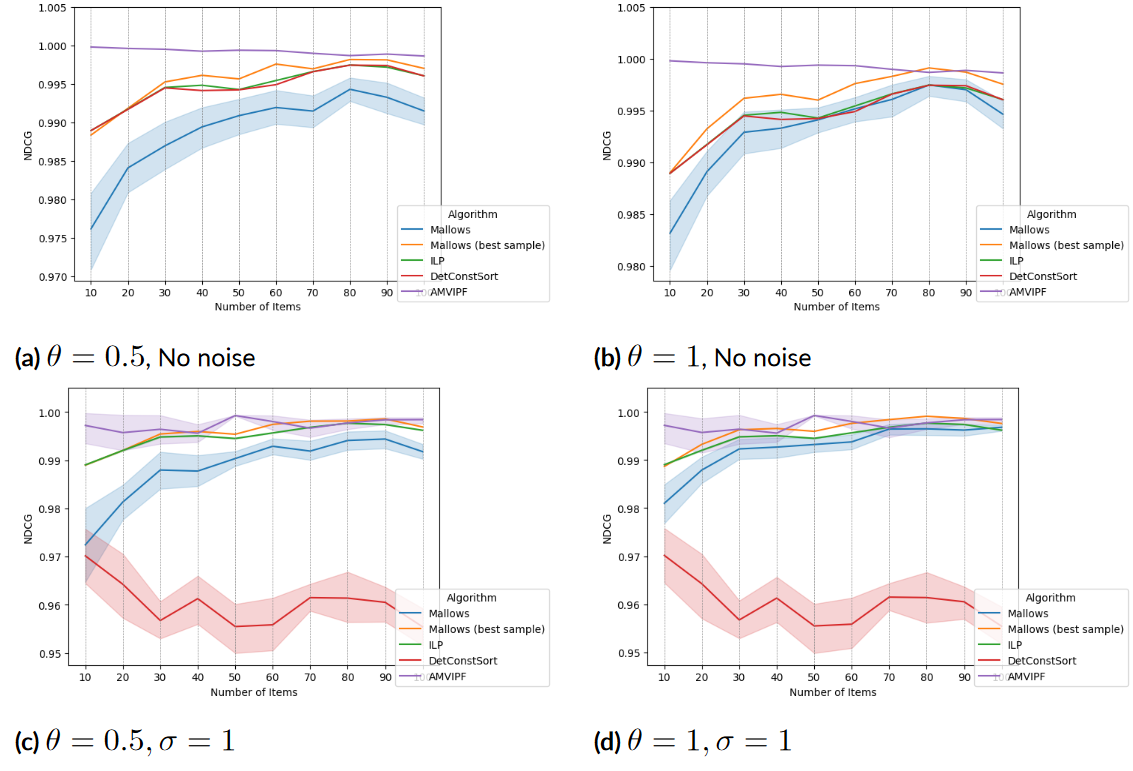 1.005
1.000
0.995
0.990
0.985
0.980
0.975
0.970
NDCG
10 20 30 40 50 60 70 80 90 100
Number of Items
Algorithm
Mallows
Mallows (best sample)
ILP
DetConstSort
AMVIPF
(a) θ = 0.5, No noise
1.005
1.000
0.995
0.990
0.985
0.980
NDCG
10 20 30 40 50 60 70 80 90 100
Number of Items
Algorithm
Mallows
Mallows (best sample)
ILP
DetConstSort
AMVIPF
(b) θ = 1, No noise
1.00
0.99
0.98
0.97
0.96
0.95
NDCG
10 20 30 40 50 60 70 80 90 100
Number of Items
Algorithm
Mallows
Mallows (best sample)
ILP
DetConstSort
AMVIPF
(c) θ = 0.5, σ = 1
1.00
0.99
0.98
0.97
0.96
0.95
NDCG
10 20 30 40 50 60 70 80 90 100
Number of Items
Algorithm
Mallows
Mallows (best sample)
ILP
DetConstSort
AMVIPF
(d) θ = 1, σ = 1